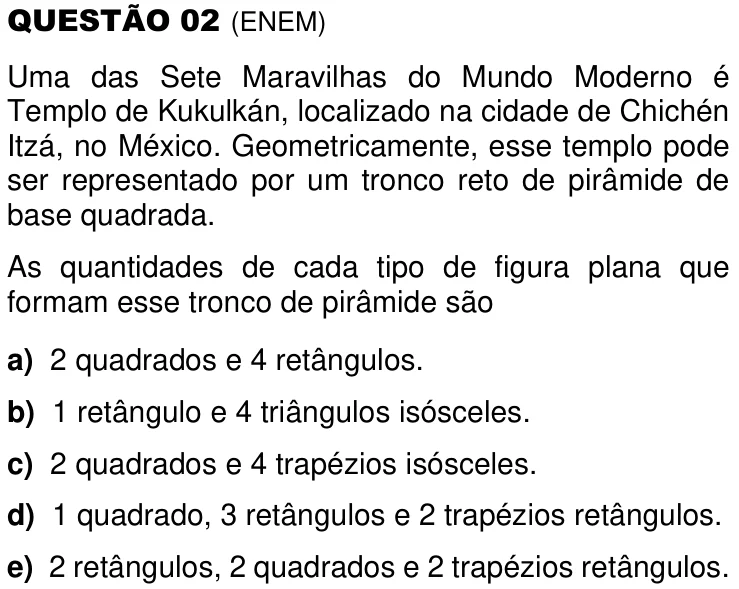 QUESTÃO 02 (ENEM)
Uma das Sete Maravilhas do Mundo Moderno é
Templo de Kukulkán, localizado na cidade de Chichén
Itzá, no México. Geometricamente, esse templo pode
ser representado por um tronco reto de pirâmide de
base quadrada.
As quantidades de cada tipo de figura plana que
formam esse tronco de pirâmide são
a) 2 quadrados e 4 retângulos.
b) 1 retângulo e 4 triângulos isósceles.
c) 2 quadrados e 4 trapézios isósceles.
d) 1 quadrado, 3 retângulos e 2 trapézios retângulos.
e) 2 retângulos, 2 quadrados e 2 trapézios retângulos.